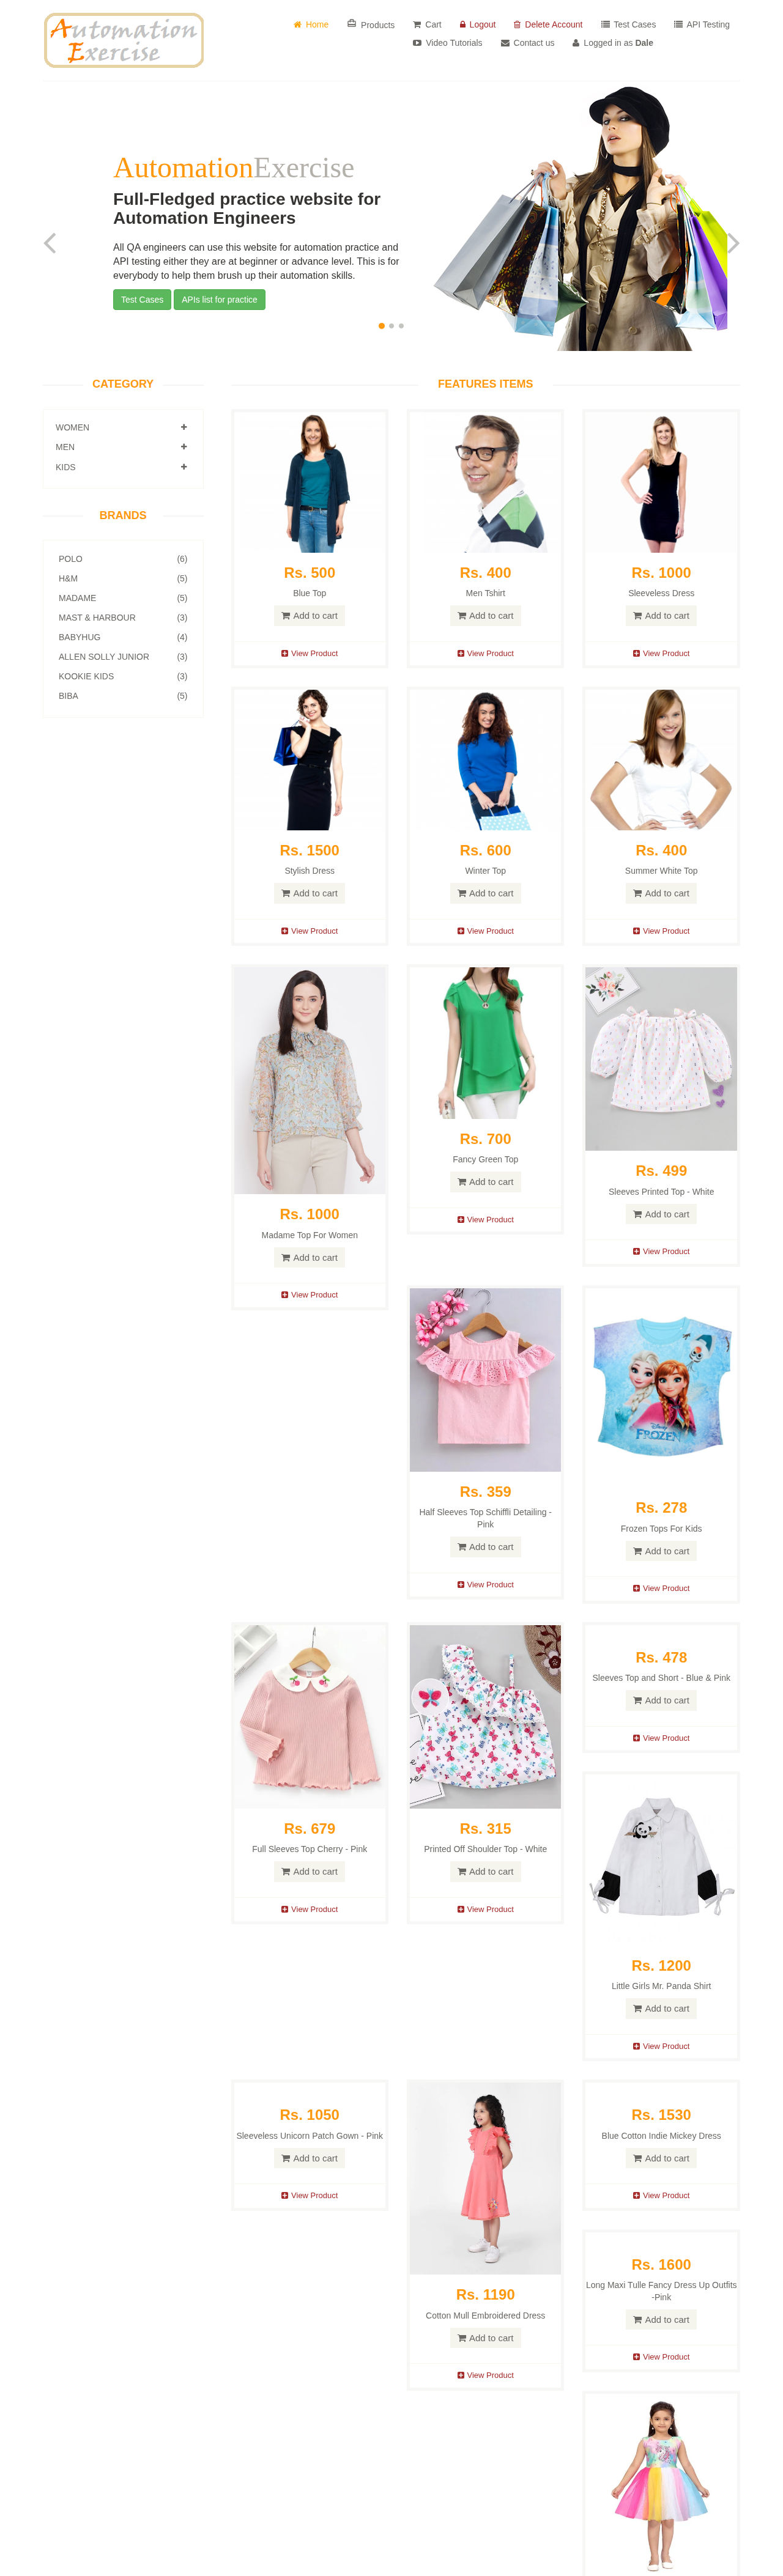 Automation
Exercise
Home
Products
Cart
Logout
Delete Account
Test Cases
API Testing
Video Tutorials
Contact us
Logged in as Dale
AutomationExercise
Full-Fledged practice website for
Automation Engineers
All QA engineers can use this website for automation practice and
API testing either they are at beginner or advance level. This is for
everybody to help them brush up their automation skills.
Test Cases
APIs list for practice
CATEGORY
WOMEN
MEN
KIDS
BRANDS
POLO (6)
H&M (5)
MADAME (5)
MAST & HARBOUR (3)
BABYHUG (4)
ALLEN SOLLY JUNIOR (3)
KOOKIE KIDS (3)
BIBA (5)
FEATURES ITEMS
Rs. 500
Blue Top
Add to cart
View Product
Rs. 400
Men Tshirt
Add to cart
View Product
Rs. 1000
Sleeveless Dress
Add to cart
View Product
Rs. 1500
Stylish Dress
Add to cart
View Product
Rs. 600
Winter Top
Add to cart
View Product
Rs. 400
Summer White Top
Add to cart
View Product
Rs. 1000
Madame Top For Women
Add to cart
View Product
Rs. 700
Fancy Green Top
Add to cart
View Product
Rs. 499
Sleeves Printed Top - White
Add to cart
View Product
Rs. 359
Half Sleeves Top Schiffli Detailing -
Pink
Add to cart
View Product
Disney
FROZEN
Rs. 278
Frozen Tops For Kids
Add to cart
View Product
Rs. 679
Full Sleeves Top Cherry - Pink
Add to cart
View Product
Rs. 315
Printed Off Shoulder Top - White
Add to cart
View Product
Rs. 478
Sleeves Top and Short - Blue & Pink
Add to cart
View Product
Rs. 1200
Little Girls Mr. Panda Shirt
Add to cart
View Product
Rs. 1050
Sleeveless Unicorn Patch Gown - Pink
Add to cart
View Product
Rs. 1190
Cotton Mull Embroidered Dress
Add to cart
View Product
Rs. 1530
Blue Cotton Indie Mickey Dress
Add to cart
View Product
Rs. 1600
Long Maxi Tulle Fancy Dress Up Outfits
-Pink
Add to cart
View Product